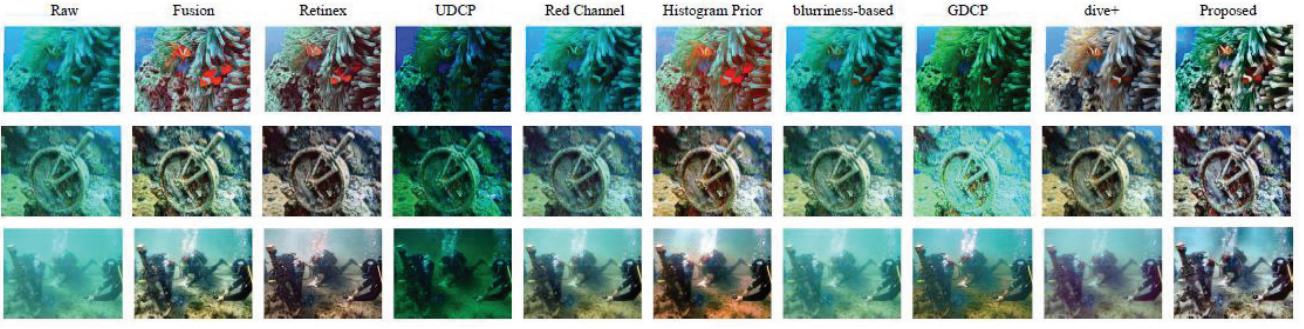 Raw Fusion Retinex UDCP Red Channel Histogram Prior blurriness-based GDCP dive+ Proposed